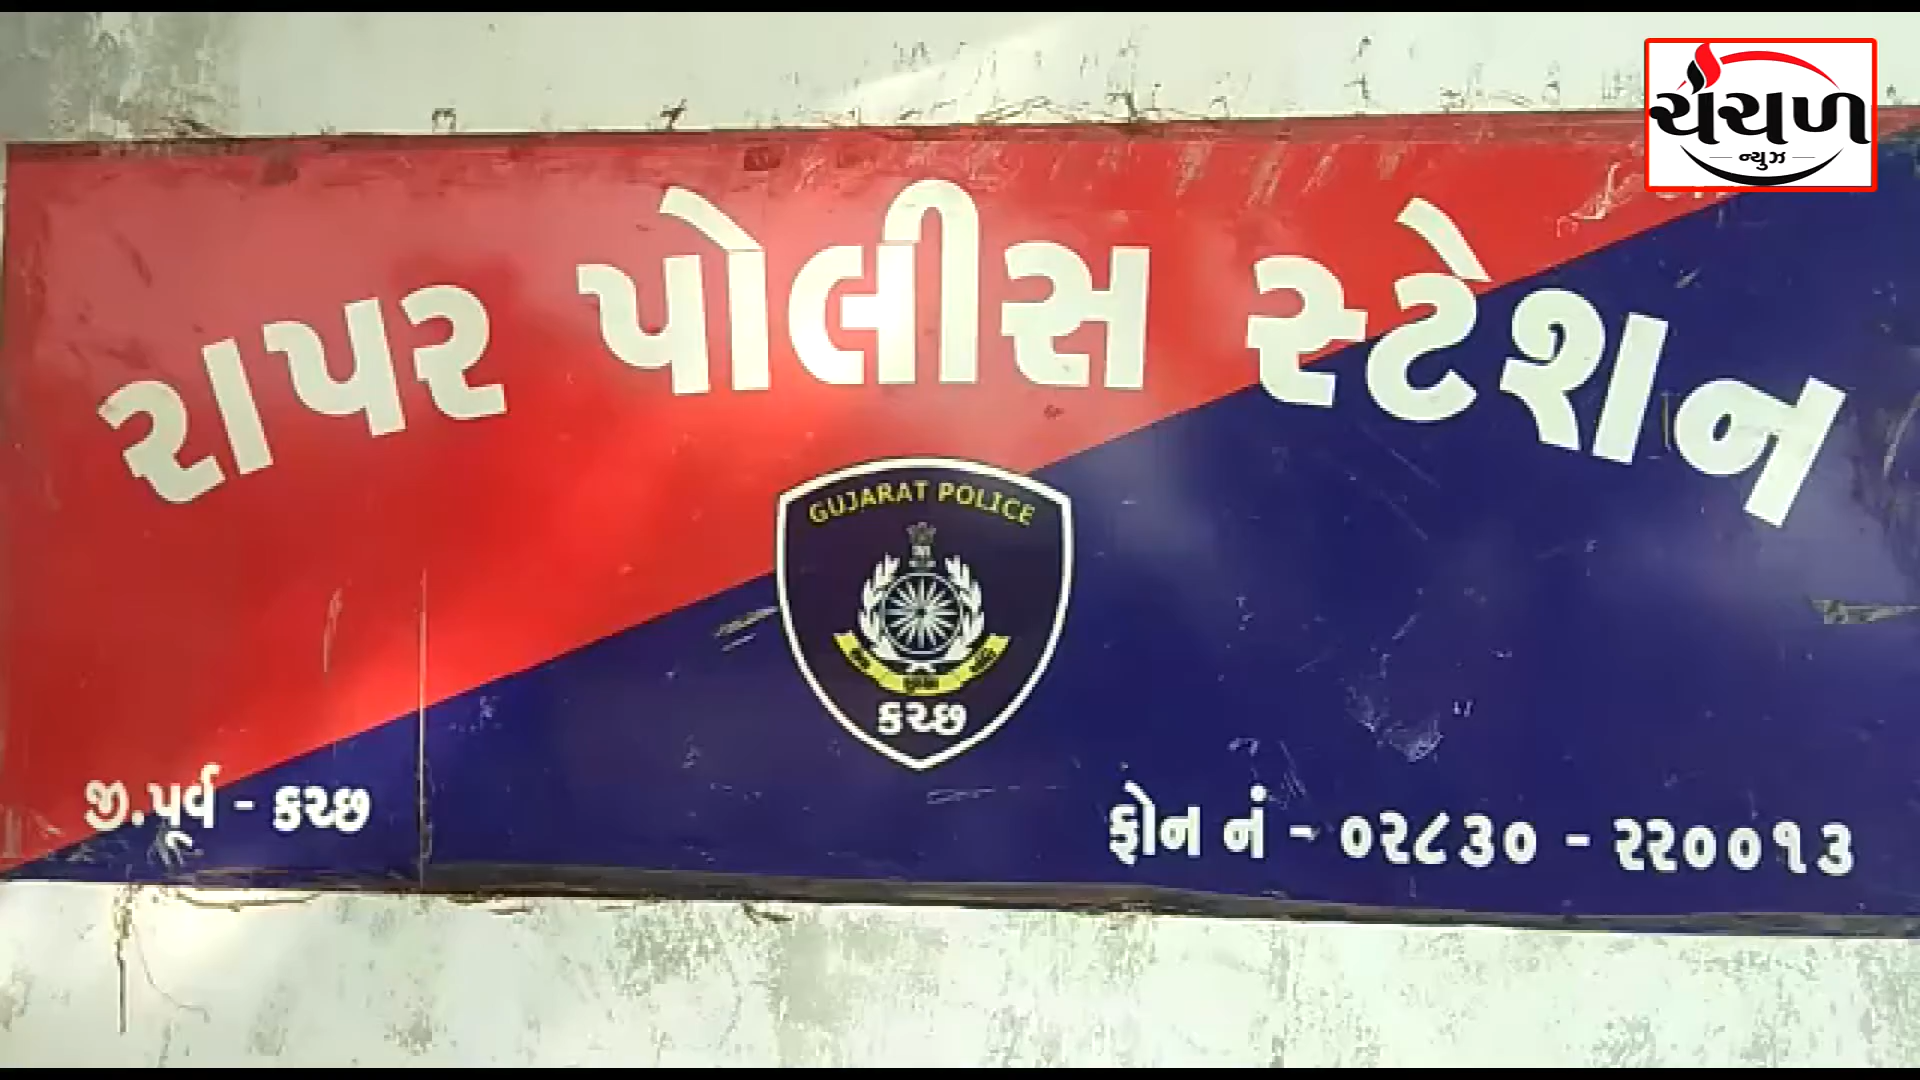 ચંચળ
ન્યુઝ
રાપર પોલીસ સ્ટેશન
GUJARAT POLICE
કચ્છ
જી.પૂર્વ - કચ્છ
ફોન નં - ૦૨૮૩૦ - ૨૨૦૦૧૩